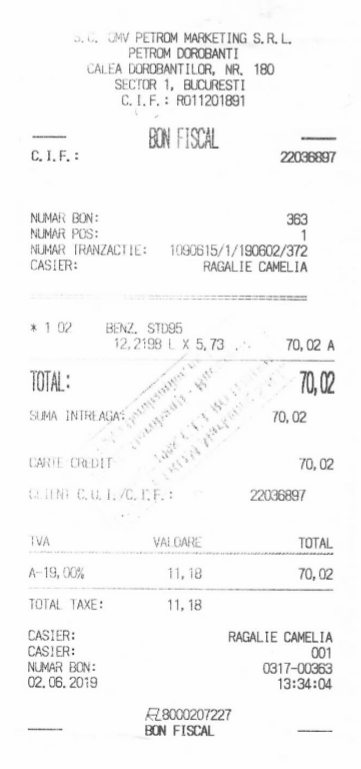 S.C. OMV PETROM MARKETING S.R.L.
PETROM DOROBANTI
CALEA DOROBANTILOR, NR. 180
SECTOR 1, BUCURESTI
C.I.F.: RO11201891
BON FISCAL
C.I.F.: 22036897
NUMAR BON: 363
NUMAR POS: 1
NUMAR TRANZACTIE: 1090615/1/190602/372
CASIER: RAGALIE CAMELIA
* 1 02 BENZ. STD95
12,2198 L X 5,73 70,02 A
TOTAL: 70,02
SUMA INTREAGA: 70,02
CARTE CREDIT 70,02
CLIENT C.U.I./C.I.F.: 22036897
TVA VALOARE TOTAL
A-19,00% 11,18 70,02
TOTAL TAXE: 11,18
CASIER: RAGALIE CAMELIA
CASIER: 001
NUMAR BON: 0317-00363
02.06.2019 13:34:04
8000207227
BON FISCAL